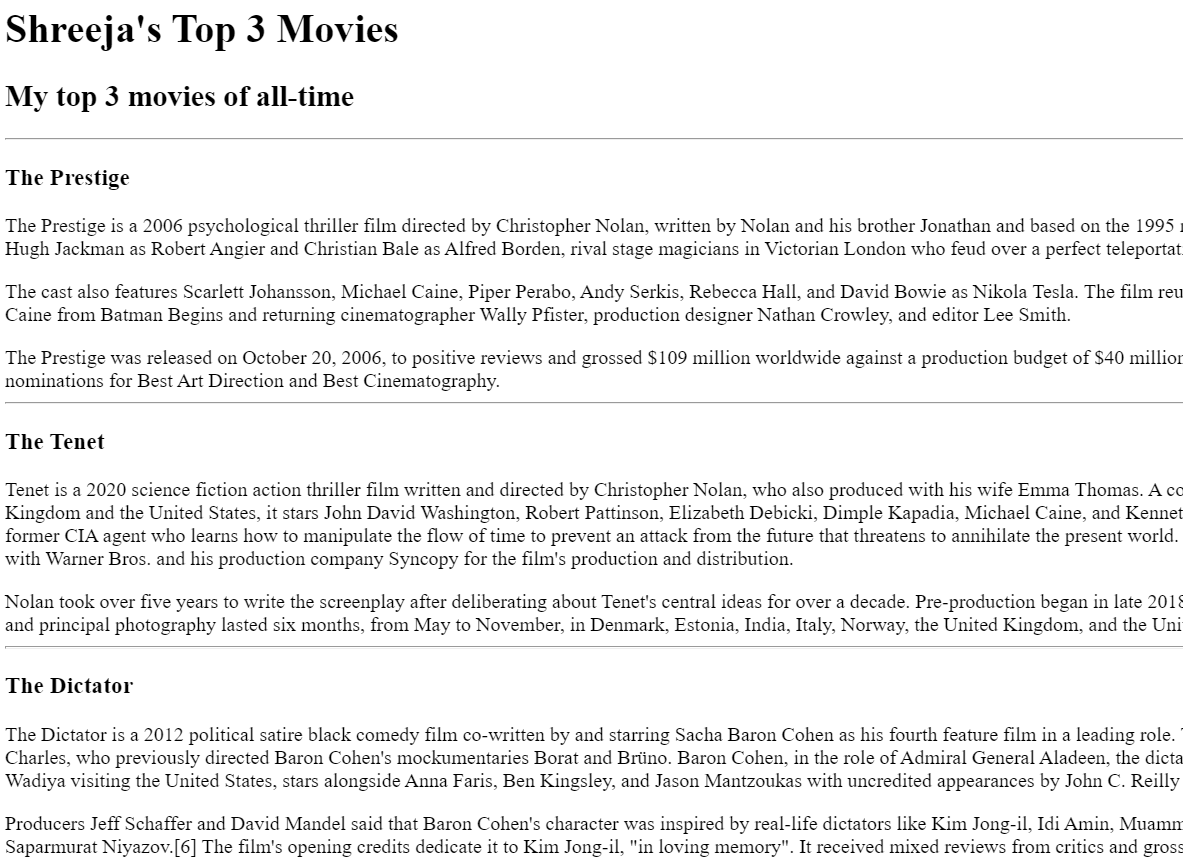 Shreeja's Top 3 Movies
My top 3 movies of all-time
The Prestige
The Prestige is a 2006 psychological thriller film directed by Christopher Nolan, written by Nolan and his brother Jonathan and based on the 1995
Hugh Jackman as Robert Angier and Christian Bale as Alfred Borden, rival stage magicians in Victorian London who feud over a perfect teleportat
The cast also features Scarlett Johansson, Michael Caine, Piper Perabo, Andy Serkis, Rebecca Hall, and David Bowie as Nikola Tesla. The film reu
Caine from Batman Begins and returning cinematographer Wally Pfister, production designer Nathan Crowley, and editor Lee Smith.
The Prestige was released on October 20, 2006, to positive reviews and grossed $109 million worldwide against a production budget of $40 million
nominations for Best Art Direction and Best Cinematography.
The Tenet
Tenet is a 2020 science fiction action thriller film written and directed by Christopher Nolan, who also produced with his wife Emma Thomas. A co
Kingdom and the United States, it stars John David Washington, Robert Pattinson, Elizabeth Debicki, Dimple Kapadia, Michael Caine, and Kennet
former CIA agent who learns how to manipulate the flow of time to prevent an attack from the future that threatens to annihilate the present world.
with Warner Bros. and his production company Syncopy for the film's production and distribution.
Nolan took over five years to write the screenplay after deliberating about Tenet's central ideas for over a decade. Pre-production began in late 2018
and principal photography lasted six months, from May to November, in Denmark, Estonia, India, Italy, Norway, the United Kingdom, and the Uni
The Dictator
The Dictator is a 2012 political satire black comedy film co-written by and starring Sacha Baron Cohen as his fourth feature film in a leading role.
Charles, who previously directed Baron Cohen's mockumentaries Borat and Brüno. Baron Cohen, in the role of Admiral General Aladeen, the dicta
Wadiya visiting the United States, stars alongside Anna Faris, Ben Kingsley, and Jason Mantzoukas with uncredited appearances by John C. Reilly
Producers Jeff Schaffer and David Mandel said that Baron Cohen's character was inspired by real-life dictators like Kim Jong-il, Idi Amin, Muamm
Saparmurat Niyazov.[6] The film's opening credits dedicate it to Kim Jong-il, "in loving memory". It received mixed reviews from critics and gross